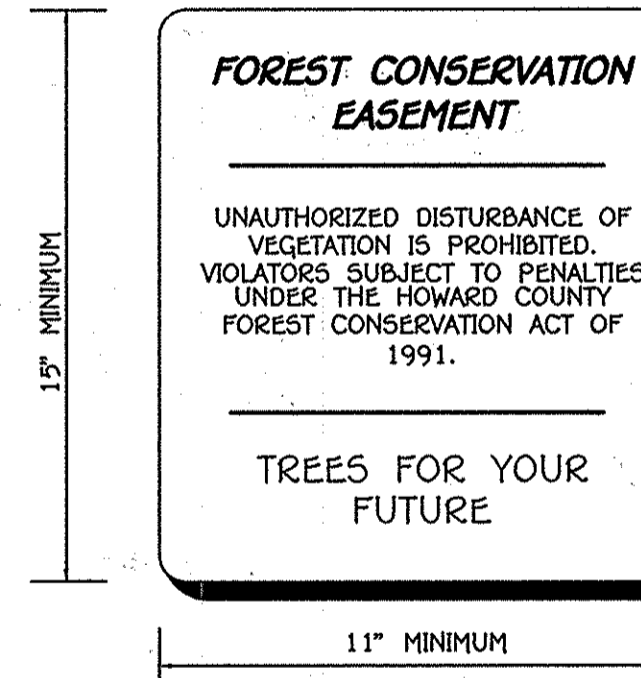 FOREST CONSERVATION
EASEMENT
UNAUTHORIZED DISTURBANCE OF
VEGETATION IS PROHIBITED.
VIOLATORS SUBJECT TO PENALTIES
UNDER THE HOWARD COUNTY
FOREST CONSERVATION ACT OF
1991.
TREES FOR YOUR
FUTURE
15" MINIMUM
11" MINIMUM